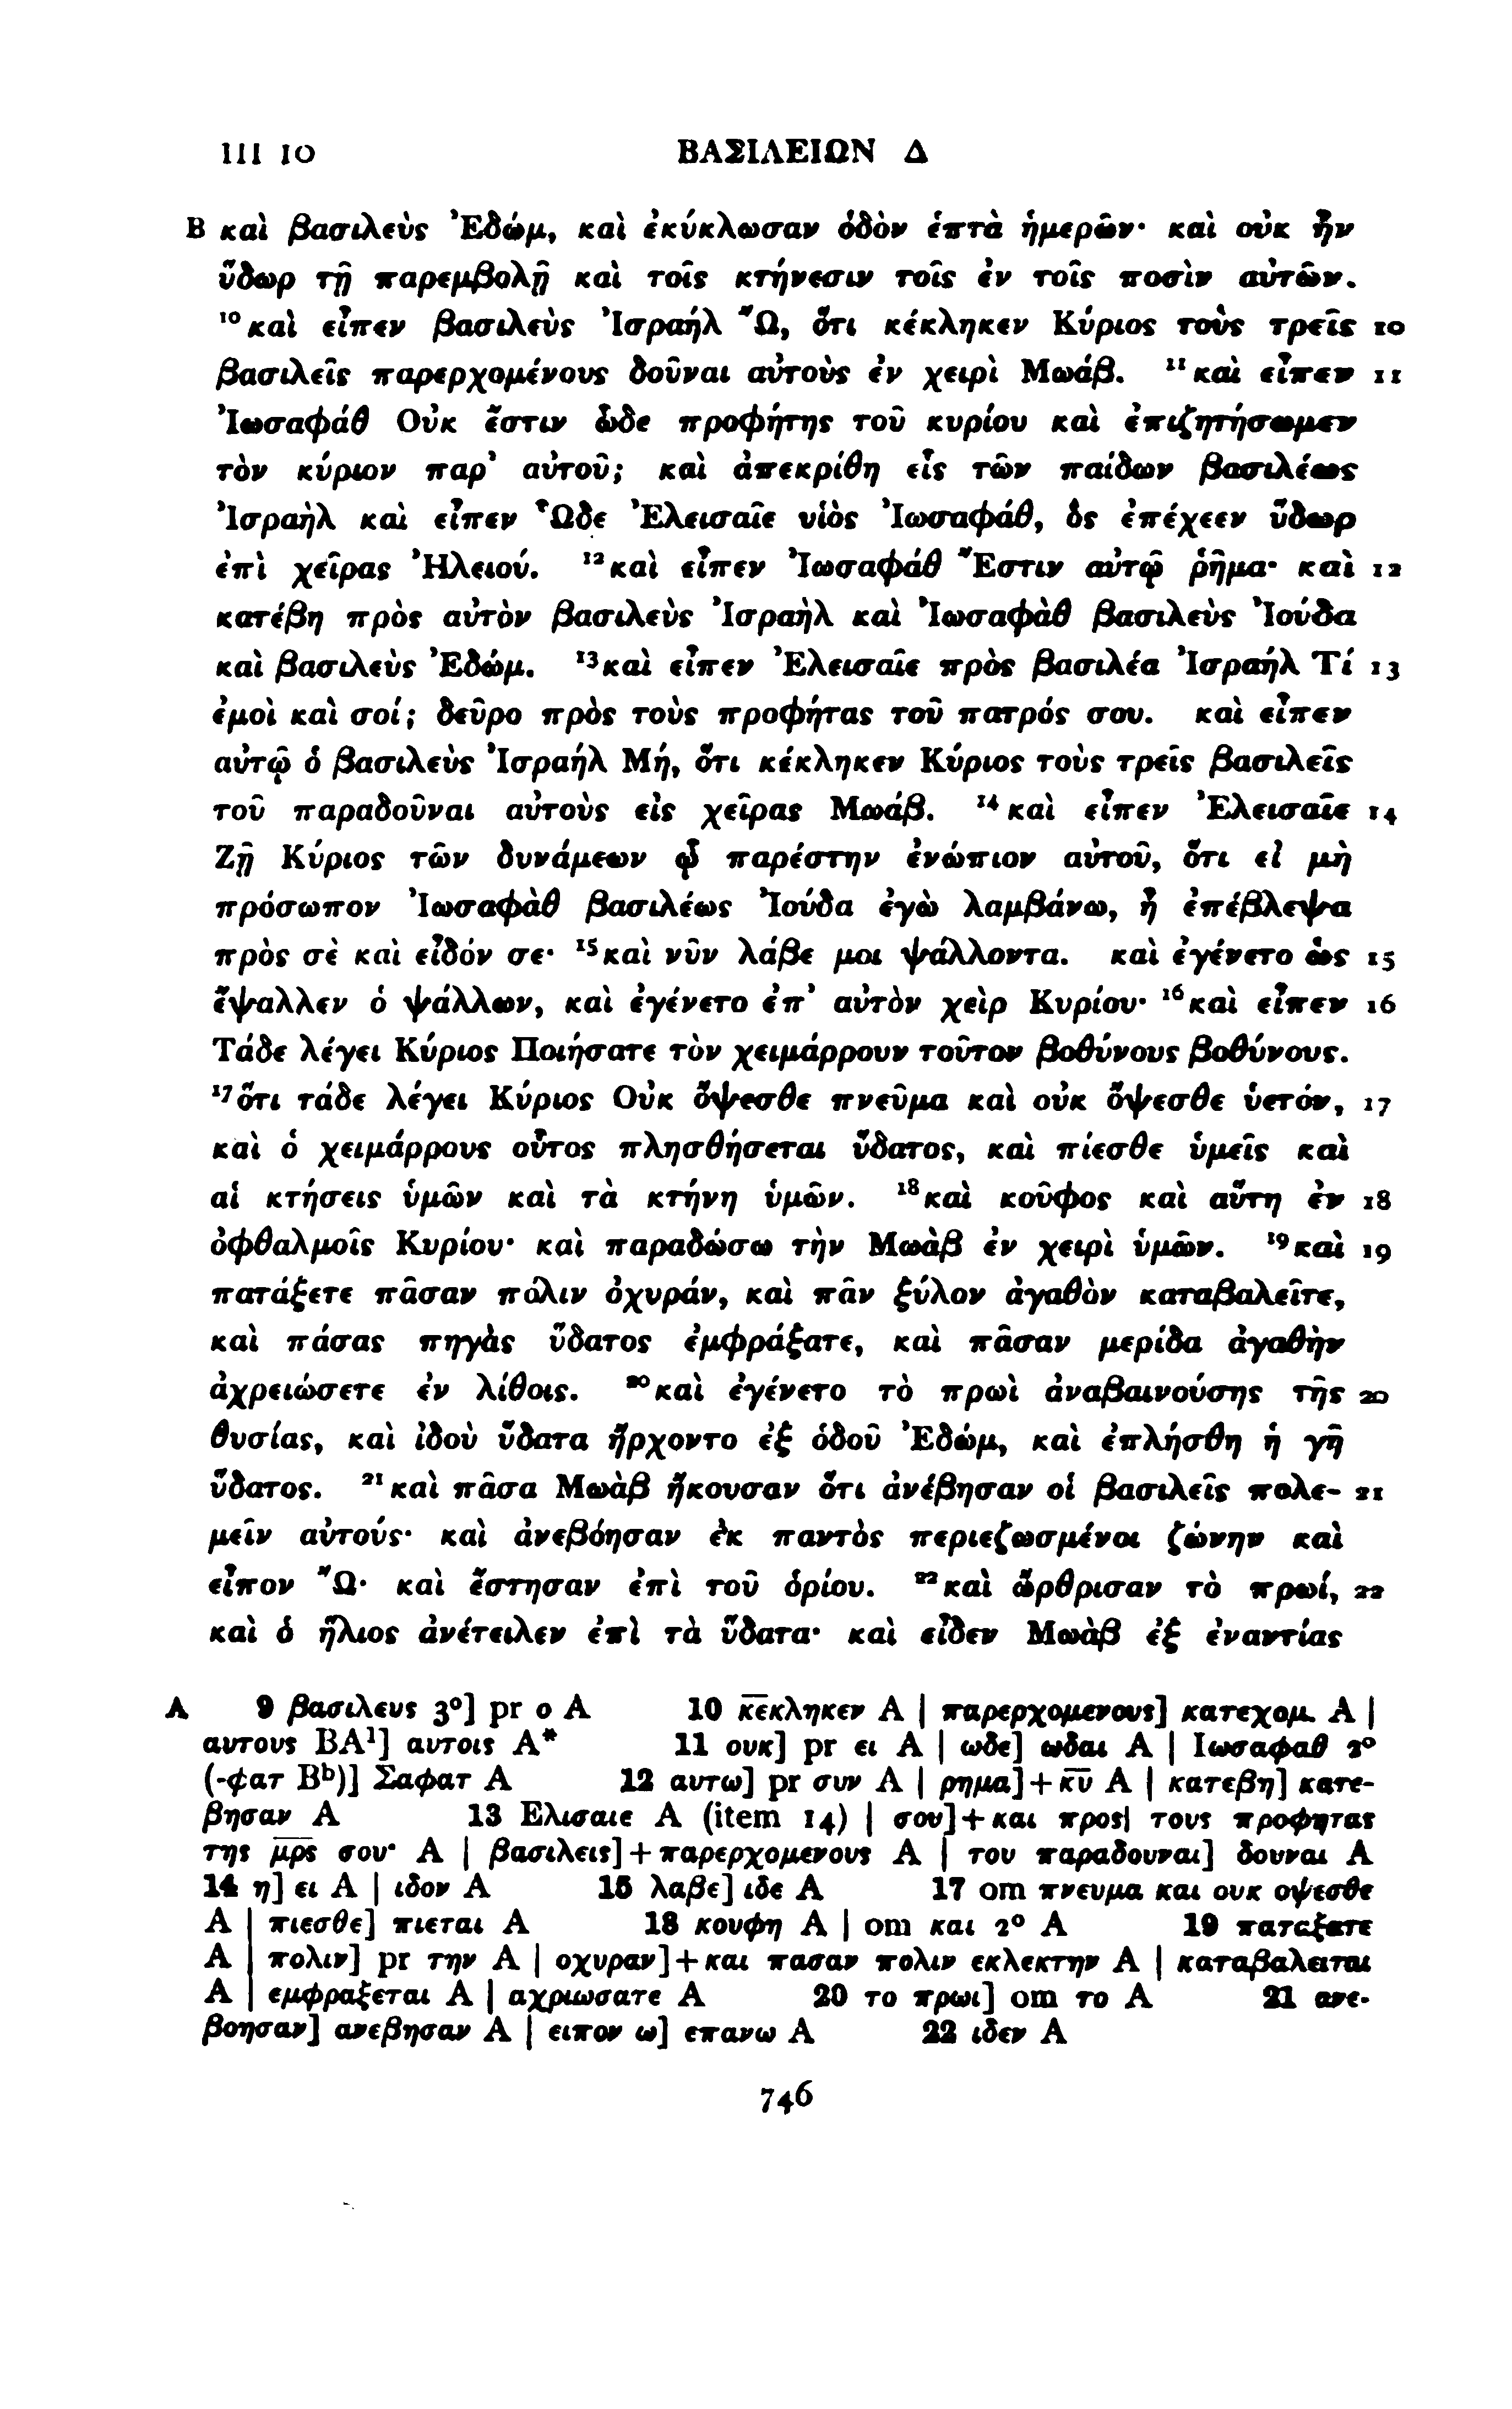 III 10 ΒΑΣΙΛΕΙΩΝ Δ
B καὶ βασιλεὺς Ἐδώμ, καὶ ἐκύκλωσαν ὁδὸν ἑπτὰ ἡμερῶν· καὶ οὐκ ἦν
ὕδωρ τῇ παρεμβολῇ καὶ τοῖς κτήνεσιν τοῖς ἐν τοῖς ποσὶν αὐτῶν.
¹⁰καὶ εἶπεν βασιλεὺς Ἰσραήλ Ὤ, ὅτι κέκληκεν Κύριος τοὺς τρεῖς 10
βασιλεῖς παρερχομένους δοῦναι αὐτοὺς ἐν χειρὶ Μωάβ. ¹¹καὶ εἶπεν 11
Ἰωσαφάθ Οὐκ ἔστιν ὧδε προφήτης τοῦ κυρίου καὶ ἐπιζητήσωμεν
τὸν κύριον παρ’ αὐτοῦ; καὶ ἀπεκρίθη εἷς τῶν παίδων βασιλέως
Ἰσραὴλ καὶ εἶπεν Ὧδε Ἐλεισαῖε υἱὸς Ἰωσαφάθ, ὃς ἐπέχεεν ὕδωρ
ἐπὶ χεῖρας Ἠλειού. ¹²καὶ εἶπεν Ἰωσαφάθ Ἔστιν αὐτῷ ῥῆμα· καὶ 12
κατέβη πρὸς αὐτὸν βασιλεὺς Ἰσραὴλ καὶ Ἰωσαφὰθ βασιλεὺς Ἰούδα
καὶ βασιλεὺς Ἐδώμ. ¹³καὶ εἶπεν Ἐλεισαῖε πρὸς βασιλέα Ἰσραήλ Τί 13
ἐμοὶ καὶ σοί; δεῦρο πρὸς τοὺς προφήτας τοῦ πατρός σου. καὶ εἶπεν
αὐτῷ ὁ βασιλεὺς Ἰσραήλ Μή, ὅτι κέκληκεν Κύριος τοὺς τρεῖς βασιλεῖς
τοῦ παραδοῦναι αὐτοὺς εἰς χεῖρας Μωάβ. ¹⁴καὶ εἶπεν Ἐλεισαῖε 14
Ζῇ Κύριος τῶν δυνάμεων ᾧ παρέστην ἐνώπιον αὐτοῦ, ὅτι εἰ μὴ
πρόσωπον Ἰωσαφὰθ βασιλέως Ἰούδα ἐγὼ λαμβάνω, ἦ ἐπέβλεψα
πρὸς σὲ καὶ εἶδόν σε· ¹⁵καὶ νῦν λάβε μοι ψάλλοντα. καὶ ἐγένετο ὡς 15
ἔψαλλεν ὁ ψάλλων, καὶ ἐγένετο ἐπ’ αὐτὸν χεὶρ Κυρίου· ¹⁶καὶ εἶπεν 16
Τάδε λέγει Κύριος Ποιήσατε τὸν χειμάρρουν τοῦτον βοθύνους βοθύνους.
¹⁷ὅτι τάδε λέγει Κύριος Οὐκ ὄψεσθε πνεῦμα καὶ οὐκ ὄψεσθε ὑετόν, 17
καὶ ὁ χειμάρρους οὗτος πλησθήσεται ὕδατος, καὶ πίεσθε ὑμεῖς καὶ
αἱ κτήσεις ὑμῶν καὶ τὰ κτήνη ὑμῶν. ¹⁸καὶ κοῦφος καὶ αὕτη ἐν 18
ὀφθαλμοῖς Κυρίου· καὶ παραδώσω τὴν Μωὰβ ἐν χειρὶ ὑμῶν. ¹⁹καὶ 19
πατάξετε πᾶσαν πόλιν ὀχυράν, καὶ πᾶν ξύλον ἀγαθὸν καταβαλεῖτε,
καὶ πάσας πηγὰς ὕδατος ἐμφράξατε, καὶ πᾶσαν μερίδα ἀγαθὴν
ἀχρειώσετε ἐν λίθοις. ²⁰καὶ ἐγένετο τὸ πρωὶ ἀναβαινούσης τῆς 20
θυσίας, καὶ ἰδοὺ ὕδατα ἤρχοντο ἐξ ὁδοῦ Ἐδώμ, καὶ ἐπλήσθη ἡ γῆ
ὕδατος. ²¹καὶ πᾶσα Μωὰβ ἤκουσαν ὅτι ἀνέβησαν οἱ βασιλεῖς πολε- 21
μεῖν αὐτούς· καὶ ἀνεβόησαν ἐκ παντὸς περιεζωσμένοι ζώνην καὶ
εἶπον Ὤ· καὶ ἔστησαν ἐπὶ τοῦ ὁρίου. ²²καὶ ὤρθρισαν τὸ πρωί, 22
καὶ ὁ ἥλιος ἀνέτειλεν ἐπὶ τὰ ὕδατα· καὶ εἶδεν Μωὰβ ἐξ ἐναντίας
A 9 βασιλευς 3º] pr ο A 10 κ̅ε̅κληκεν A | παρερχομενους] κατεχομ. A |
αυτους BA¹] αυτοις A* 11 ουκ] pr ει A | ωδε] ωδαι A | Ιωσαφαθ 2º
(-φατ Bᵇ)] Σαφατ A 12 αυτω] pr συν A | ρημα]+κ̅υ̅ A | κατεβη] κατε-
βησαν A 13 Ελισαιε A (item 14) | σου]+και προς| τους προφητας
της μ̅ρ̅ς̅ σου· A | βασιλεις]+παρερχομενους A | του παραδουναι] δουναι A
14 η] ει A | ιδον A 15 λαβε] ιδε A 17 om πνευμα και ουκ οψεσθε
A | πιεσθε] πιεται A 18 κουφη A | om και 2º A 19 παταξατε
A | πολιν] pr την A | οχυραν]+και πασαν πολιν εκλεκτην A | καταβαλειται
A | εμφραξεται A | αχριωσατε A 20 το πρωι] om το A 21 ανε-
βοησαν] ανεβησαν A | ειπον ω] επανω A 22 ιδεν A
746